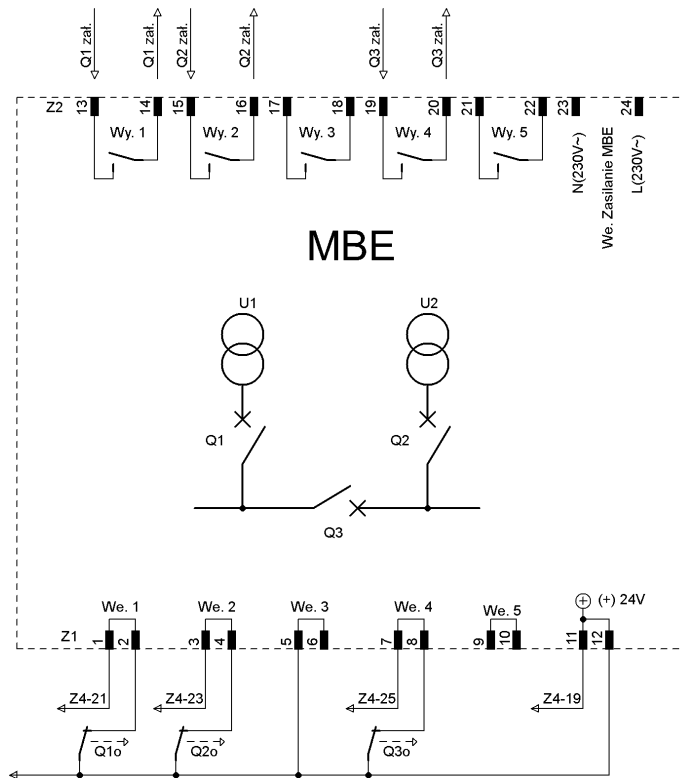 Q1 zał.
Q1 zał.
Q2 zał.
Q2 zał.
Q3 zał.
Q3 zał.
Z2
13
14
15
16
17
18
19
20
21
22
23
24
Wy. 1
Wy. 2
Wy. 3
Wy. 4
Wy. 5
N(230V~)
We. Zasilanie MBE
L(230V~)
MBE
U1
U2
Q1
Q2
Q3
We. 1
We. 2
We. 3
We. 4
We. 5
(+) 24V
Z1
1
2
3
4
5
6
7
8
9
10
11
12
Z4-21
Z4-23
Z4-25
Z4-19
Q1o
Q2o
Q3o